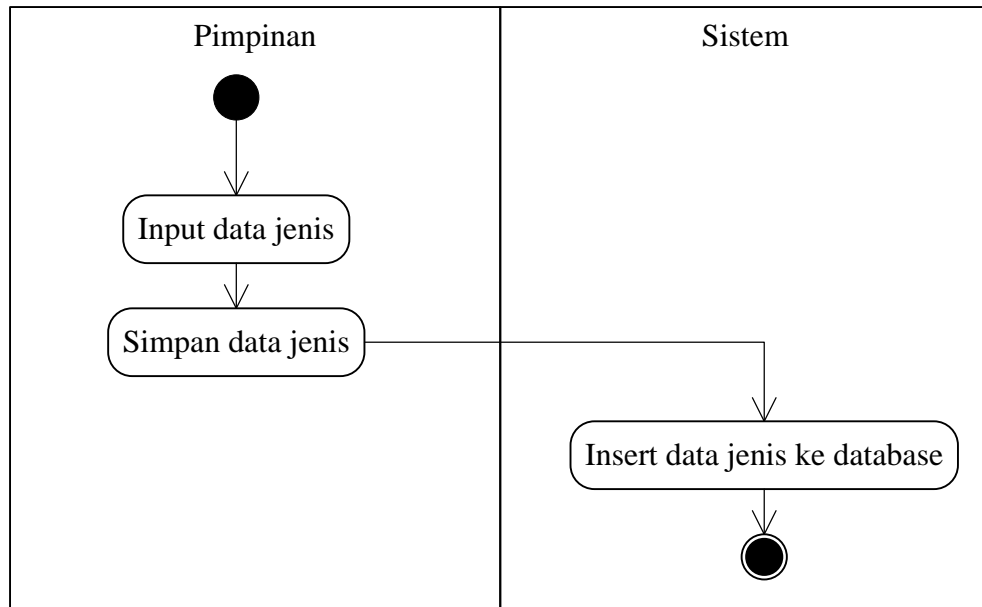 Pimpinan
Sistem
Input data jenis
Simpan data jenis
Insert data jenis ke database